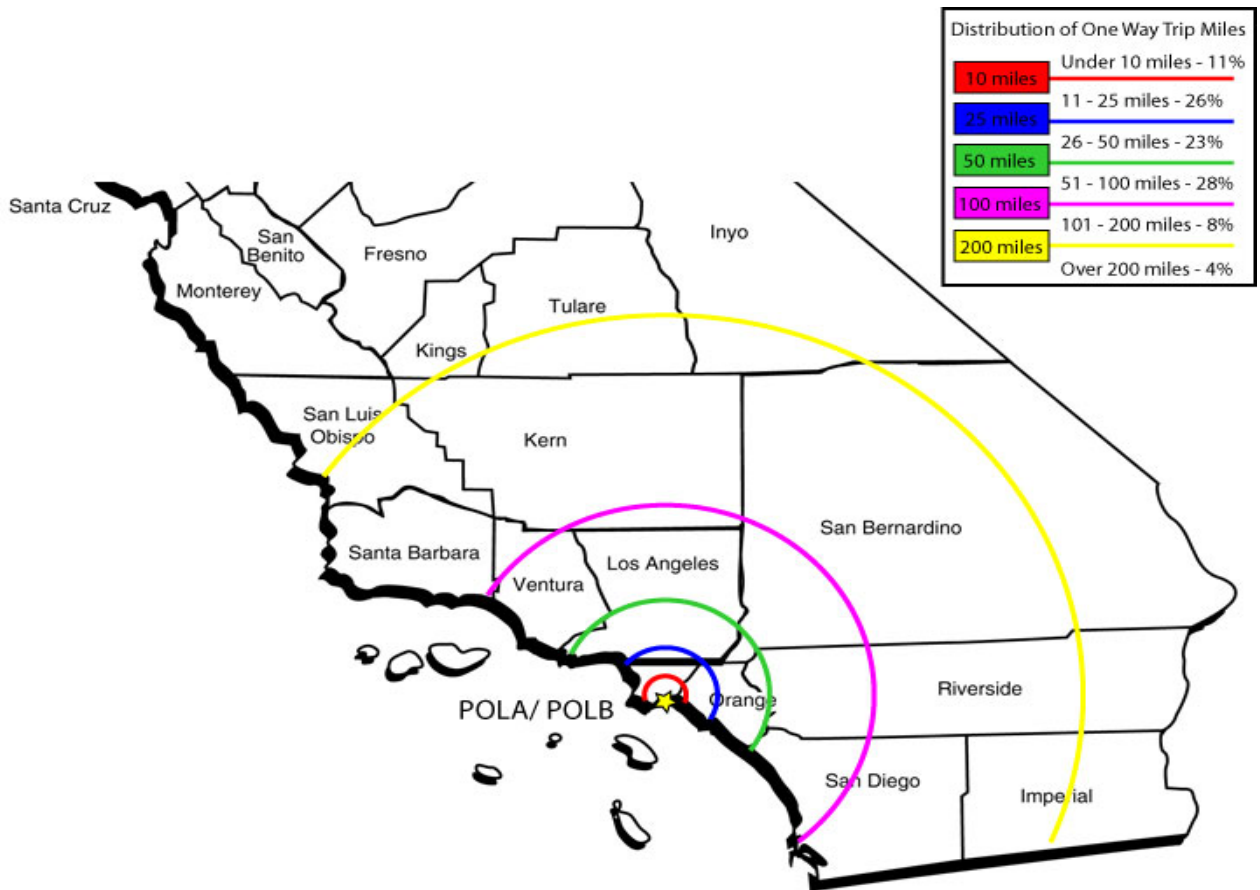 Distribution of One Way Trip Miles
Under 10 miles - 11%
10 miles
11 - 25 miles - 26%
25 miles
26 - 50 miles - 23%
50 miles
51 - 100 miles - 28%
100 miles
101 - 200 miles - 8%
200 miles
Over 200 miles - 4%
Santa Cruz
San
Benito
Fresno
Inyo
Monterey
Tulare
Kings
San Luis
Obispo
Kern
San Bernardino
Santa Barbara
Ventura
Los Angeles
Riverside
Orange
POLA/ POLB
San Diego
Imperial